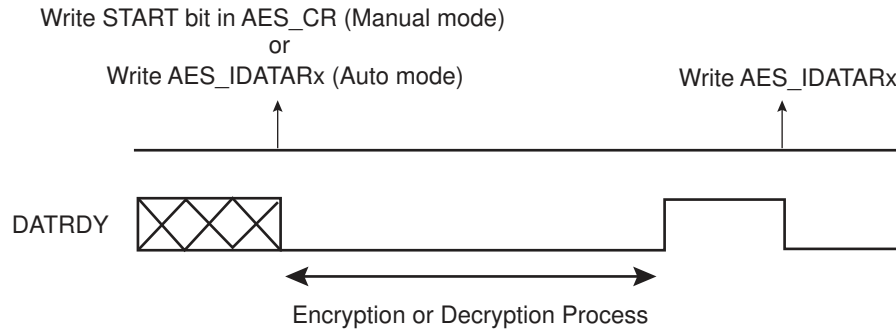 Write START bit in AES_CR (Manual mode)
or
Write AES_IDATARx (Auto mode)
Write AES_IDATARx
DATRDY
Encryption or Decryption Process